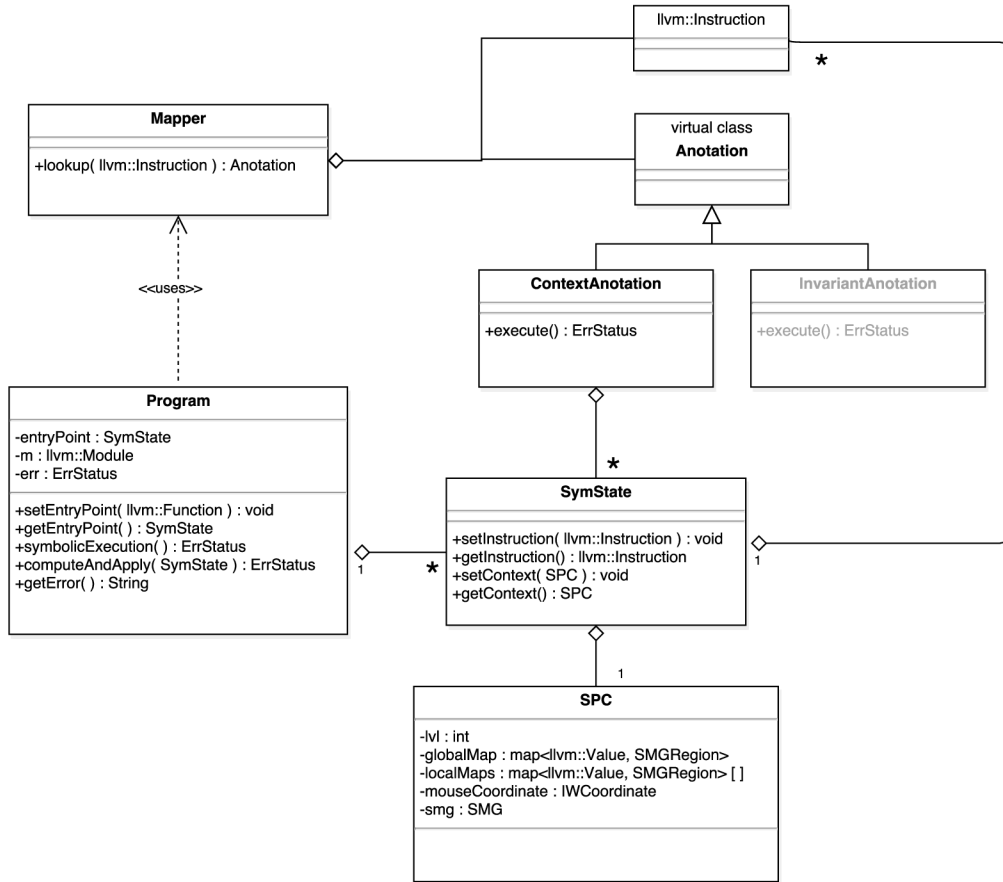 llvm::Instruction
*
Mapper
+lookup( llvm::Instruction ) : Anotation
virtual class
Anotation
<<uses>>
ContextAnotation
+execute() : ErrStatus
InvariantAnotation
+execute() : ErrStatus
Program
-entryPoint : SymState
-m : llvm::Module
-err : ErrStatus
+setEntryPoint( llvm::Function ) : void
+getEntryPoint( ) : SymState
+symbolicExecution( ) : ErrStatus
+computeAndApply( SymState ) : ErrStatus
+getError( ) : String
1
*
*
SymState
+setInstruction( llvm::Instruction ) : void
+getInstruction() : llvm::Instruction
+setContext( SPC ) : void
+getContext() : SPC
1
1
SPC
-lvl : int
-globalMap : map<llvm::Value, SMGRegion>
-localMaps : map<llvm::Value, SMGRegion> [ ]
-mouseCoordinate : IWCoordinate
-smg : SMG